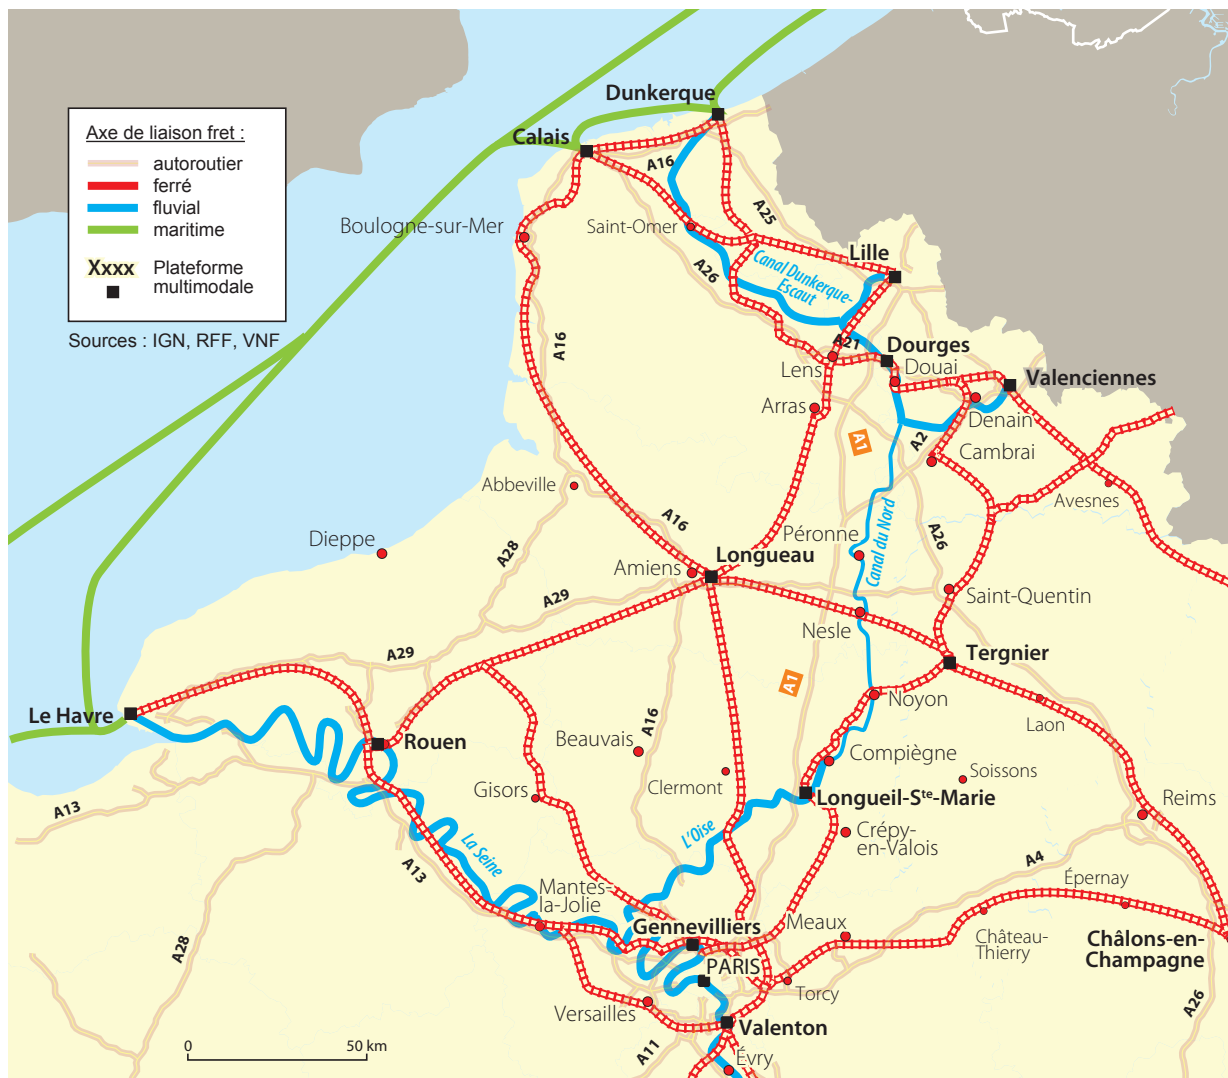 Axe de liaison fret :
autoroutier
ferré
fluvial
maritime
Xxxx Plateforme
multimodale
Sources : IGN, RFF, VNF
Dunkerque
Calais
A16
A25
Boulogne-sur-Mer
Saint-Omer
Lille
A26
Canal Dunkerque-
Escaut
A16
A21
Dourges
Lens
Douai
Valenciennes
Arras
Denain
A1
A2
Cambrai
Abbeville
Avesnes
A16
Péronne
Canal du Nord
A26
Dieppe
A28
Longueau
Amiens
A29
Saint-Quentin
Nesle
A29
Tergnier
Le Havre
Rouen
A16
A1
Noyon
Laon
Beauvais
Compiègne
Clermont
Soissons
Gisors
Longueil-Ste-Marie
Reims
A13
La Seine
L'Oise
Crépy-
en-Valois
A4
A13
Mantes-
la-Jolie
Épernay
Gennevilliers
Meaux
Château-
Thierry
Châlons-en-
Champagne
A28
PARIS
Torcy
Versailles
Valenton
A26
0 50 km
A11
Évry